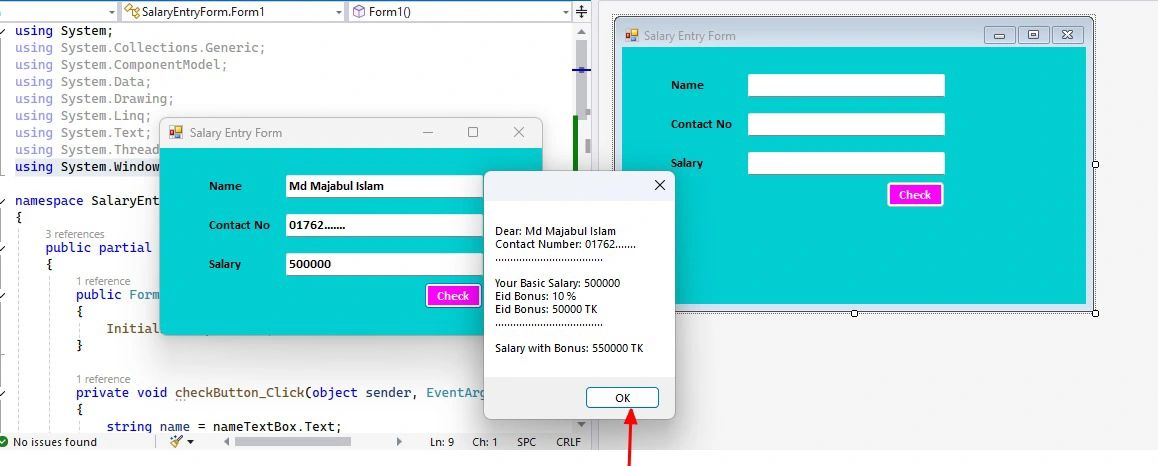 SalaryEntryForm.Form1
Form1()
using System;
using System.Collections.Generic;
using System.ComponentModel;
using System.Data;
using System.Drawing;
using System.Linq;
using System.Text;
using System.Thread
using System.Window
namespace SalaryEnt
{
3 references
public partial
{
1 reference
public Form
{
Initial
}
1 reference
private void checkButton_Click(object sender, EventArg
{
string name = nameTextBox.Text;
No issues found
Ln: 9
Ch: 1
SPC
CRLF
Salary Entry Form
Name
Md Majabul Islam
Contact No
01762.......
Salary
500000
Check
Dear: Md Majabul Islam
Contact Number: 01762.......
....................................
Your Basic Salary: 500000
Eid Bonus: 10 %
Eid Bonus: 50000 TK
....................................
Salary with Bonus: 550000 TK
OK
Salary Entry Form
Name
Contact No
Salary
Check